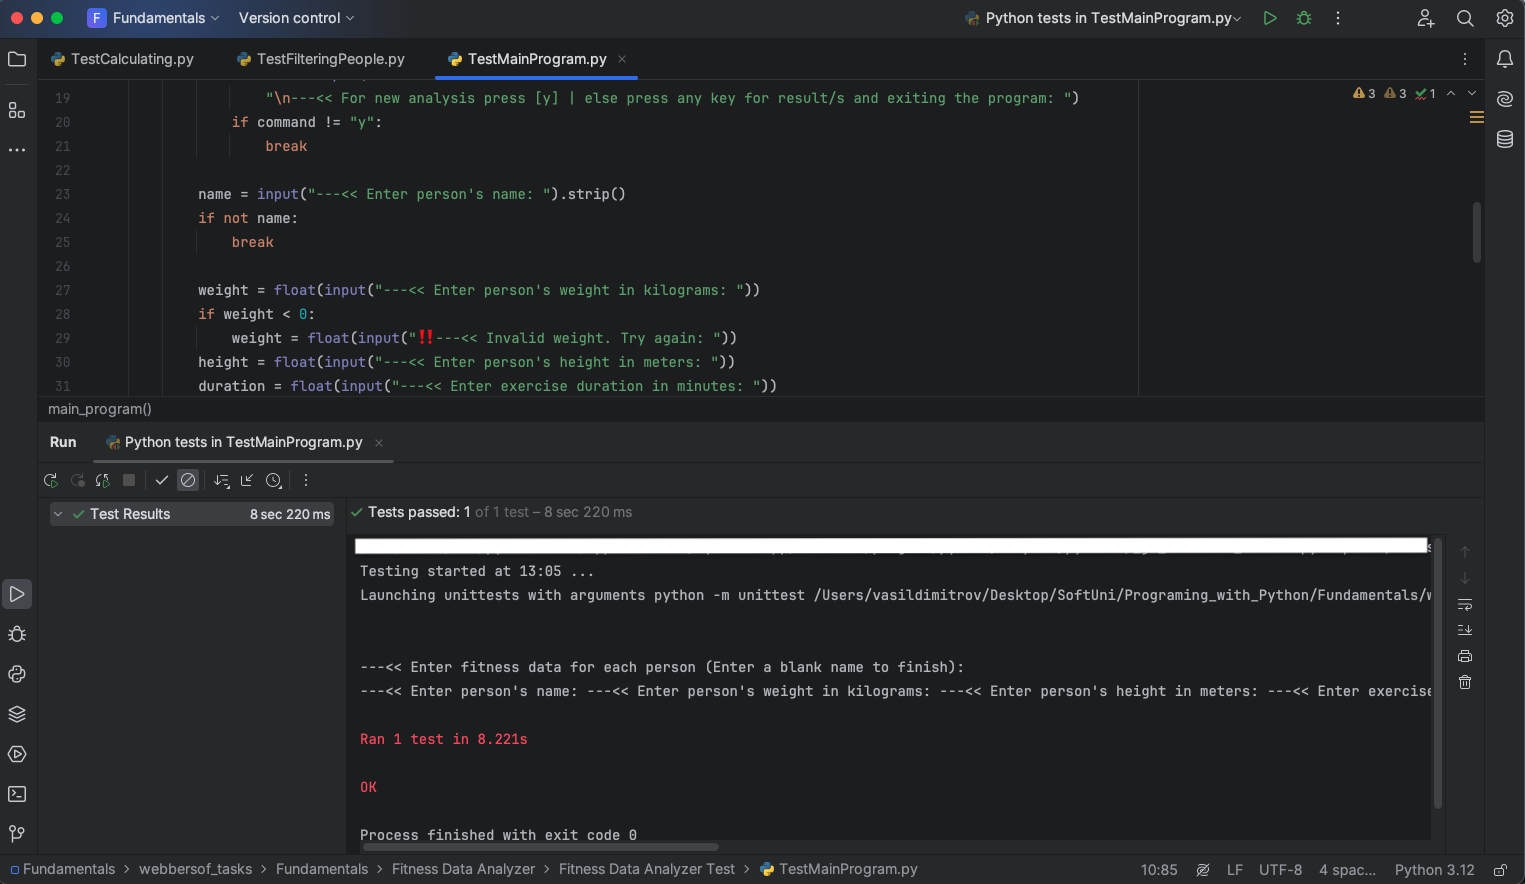 F Fundamentals Version control Python tests in TestMainProgram.py
TestCalculating.py TestFilteringPeople.py TestMainProgram.py
19 "\n---<< For new analysis press [y] | else press any key for result/s and exiting the program: ") 3 3 1
20 if command != "y":
21 break
22
23 name = input("---<< Enter person's name: ").strip()
24 if not name:
25 break
26
27 weight = float(input("---<< Enter person's weight in kilograms: "))
28 if weight < 0:
29 weight = float(input("‼️---<< Invalid weight. Try again: "))
30 height = float(input("---<< Enter person's height in meters: "))
31 duration = float(input("---<< Enter exercise duration in minutes: "))
main_program()
Run Python tests in TestMainProgram.py
Test Results 8 sec 220 ms
Tests passed: 1 of 1 test – 8 sec 220 ms
Testing started at 13:05 ...
Launching unittests with arguments python -m unittest /Users/vasildimitrov/Desktop/SoftUni/Programing_with_Python/Fundamentals/
---<< Enter fitness data for each person (Enter a blank name to finish):
---<< Enter person's name: ---<< Enter person's weight in kilograms: ---<< Enter person's height in meters: ---<< Enter exercise
Ran 1 test in 8.221s
OK
Process finished with exit code 0
Fundamentals > webbersof_tasks > Fundamentals > Fitness Data Analyzer > Fitness Data Analyzer Test > TestMainProgram.py 10:85 LF UTF-8 4 spac... Python 3.12